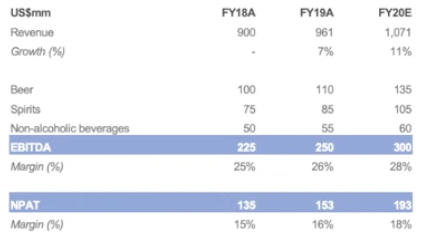 US$mm FY18A FY19A FY20E
Revenue 900 961 1,071
Growth (%) - 7% 11%
Beer 100 110 135
Spirits 75 85 105
Non-alcoholic beverages 50 55 60
EBITDA 225 250 300
Margin (%) 25% 26% 28%
NPAT 135 153 193
Margin (%) 15% 16% 18%